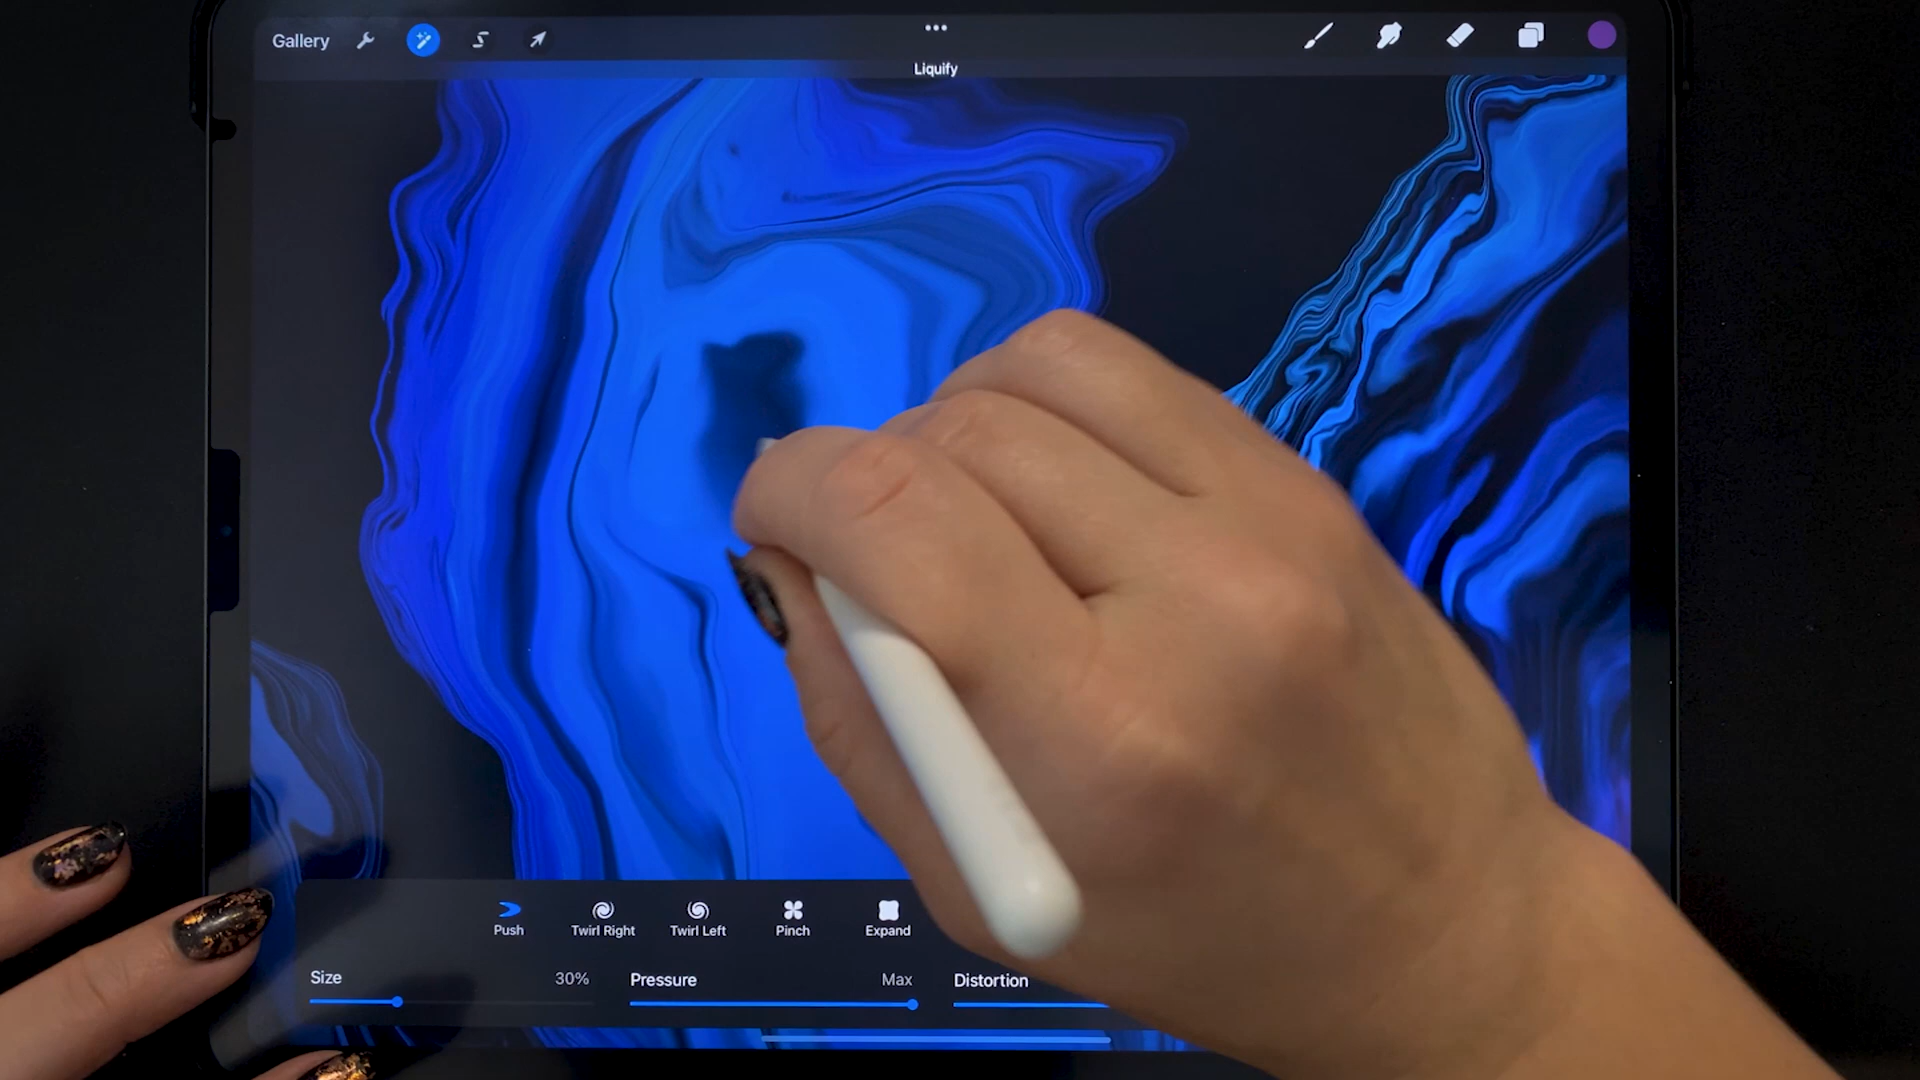 Gallery
Liquify
Push
Twirl Right
Twirl Left
Pinch
Expand
Size 30%
Pressure Max
Distortion